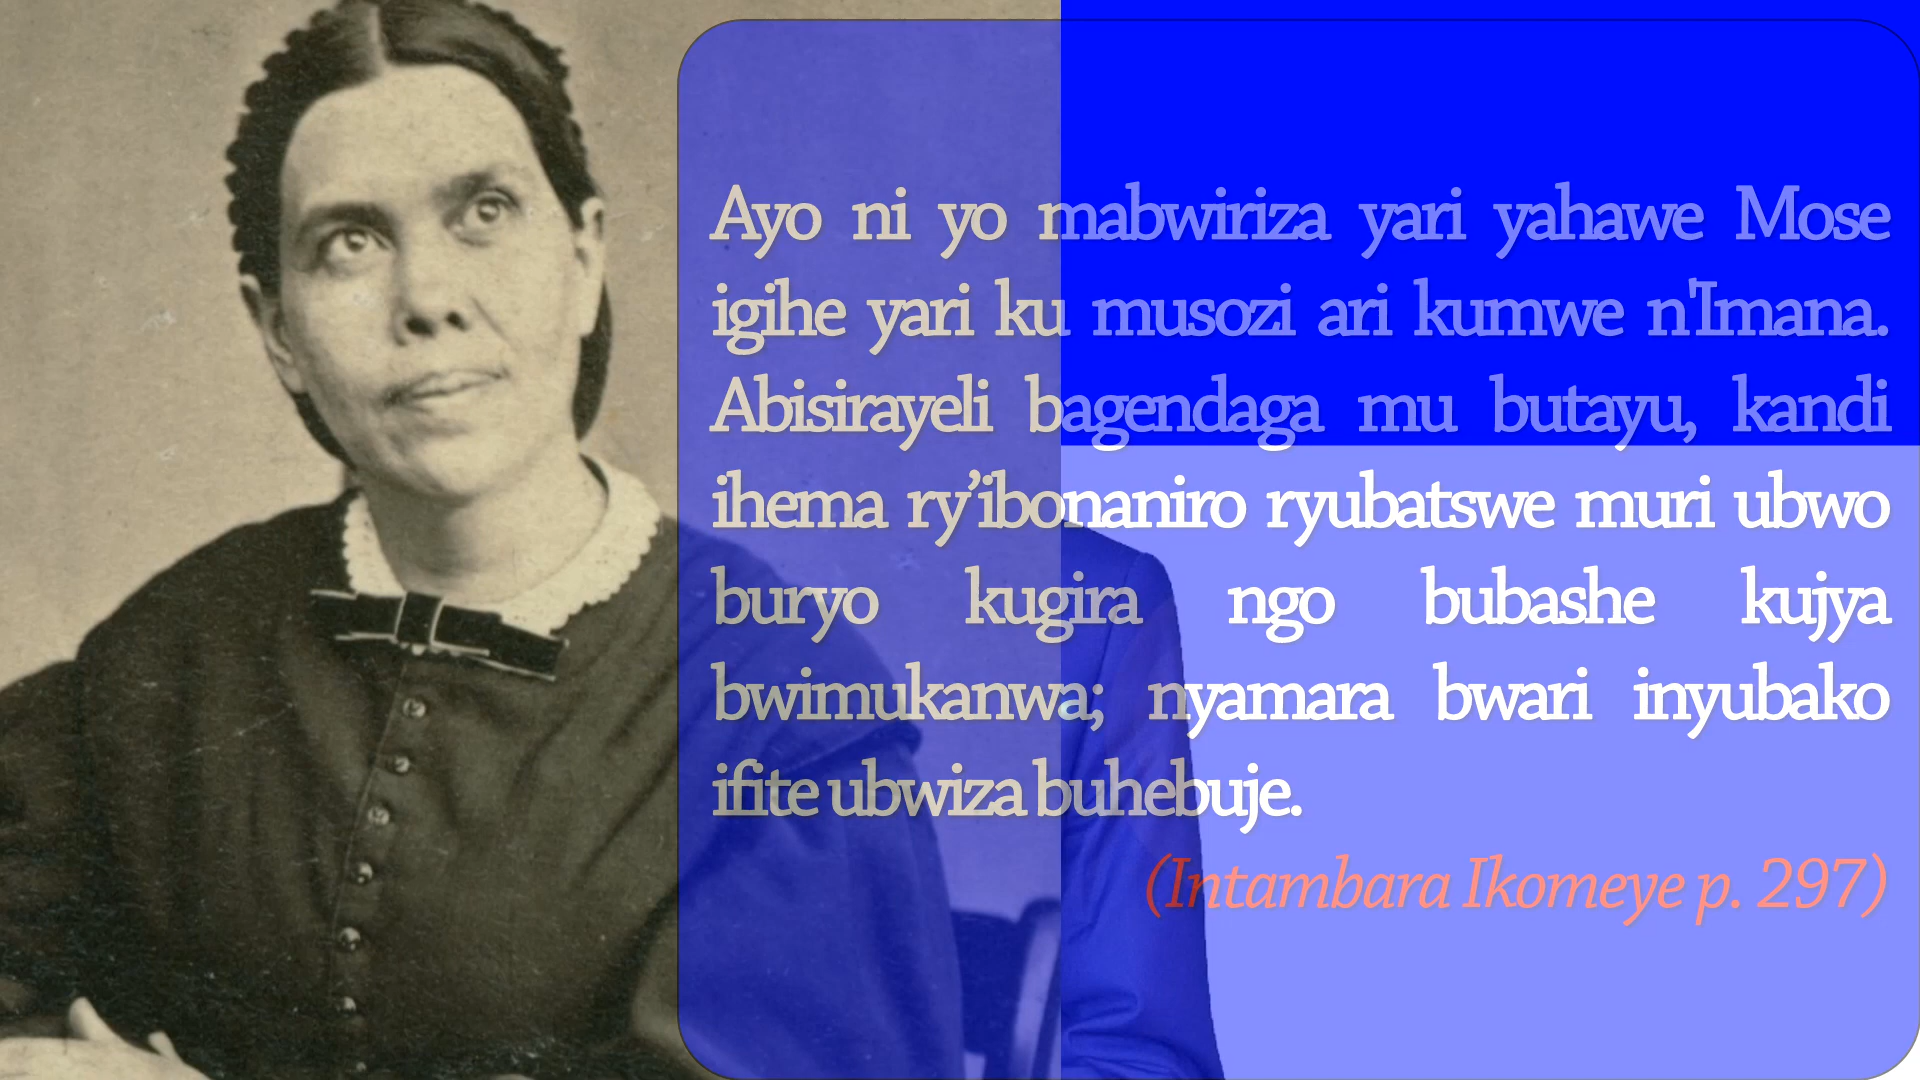 Ayo ni yo mabwiriza yari yahawe Mose
igihe yari ku musozi ari kumwe n'Imana.
Abisirayeli bagendaga mu butayu, kandi
ihema ry’ibonaniro ryubatswe muri ubwo
buryo kugira ngo bubashe kujya
bwimukanwa; nyamara bwari inyubako
ifite ubwiza buhebuje.
(Intambara Ikomeye p. 297)